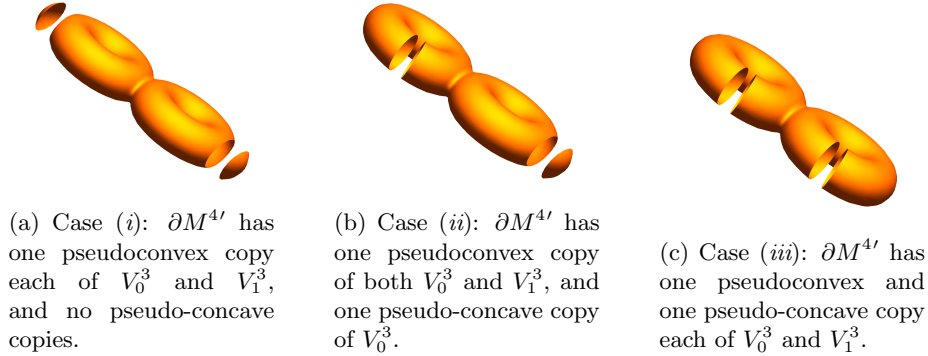 (a) Case (i): ∂M⁴′ has
one pseudoconvex copy
each of V₀³ and V₁³,
and no pseudo-concave
copies.
(b) Case (ii): ∂M⁴′ has
one pseudoconvex copy
of both V₀³ and V₁³, and
one pseudo-concave copy
of V₀³.
(c) Case (iii): ∂M⁴′ has
one pseudoconvex and
one pseudo-concave copy
each of V₀³ and V₁³.